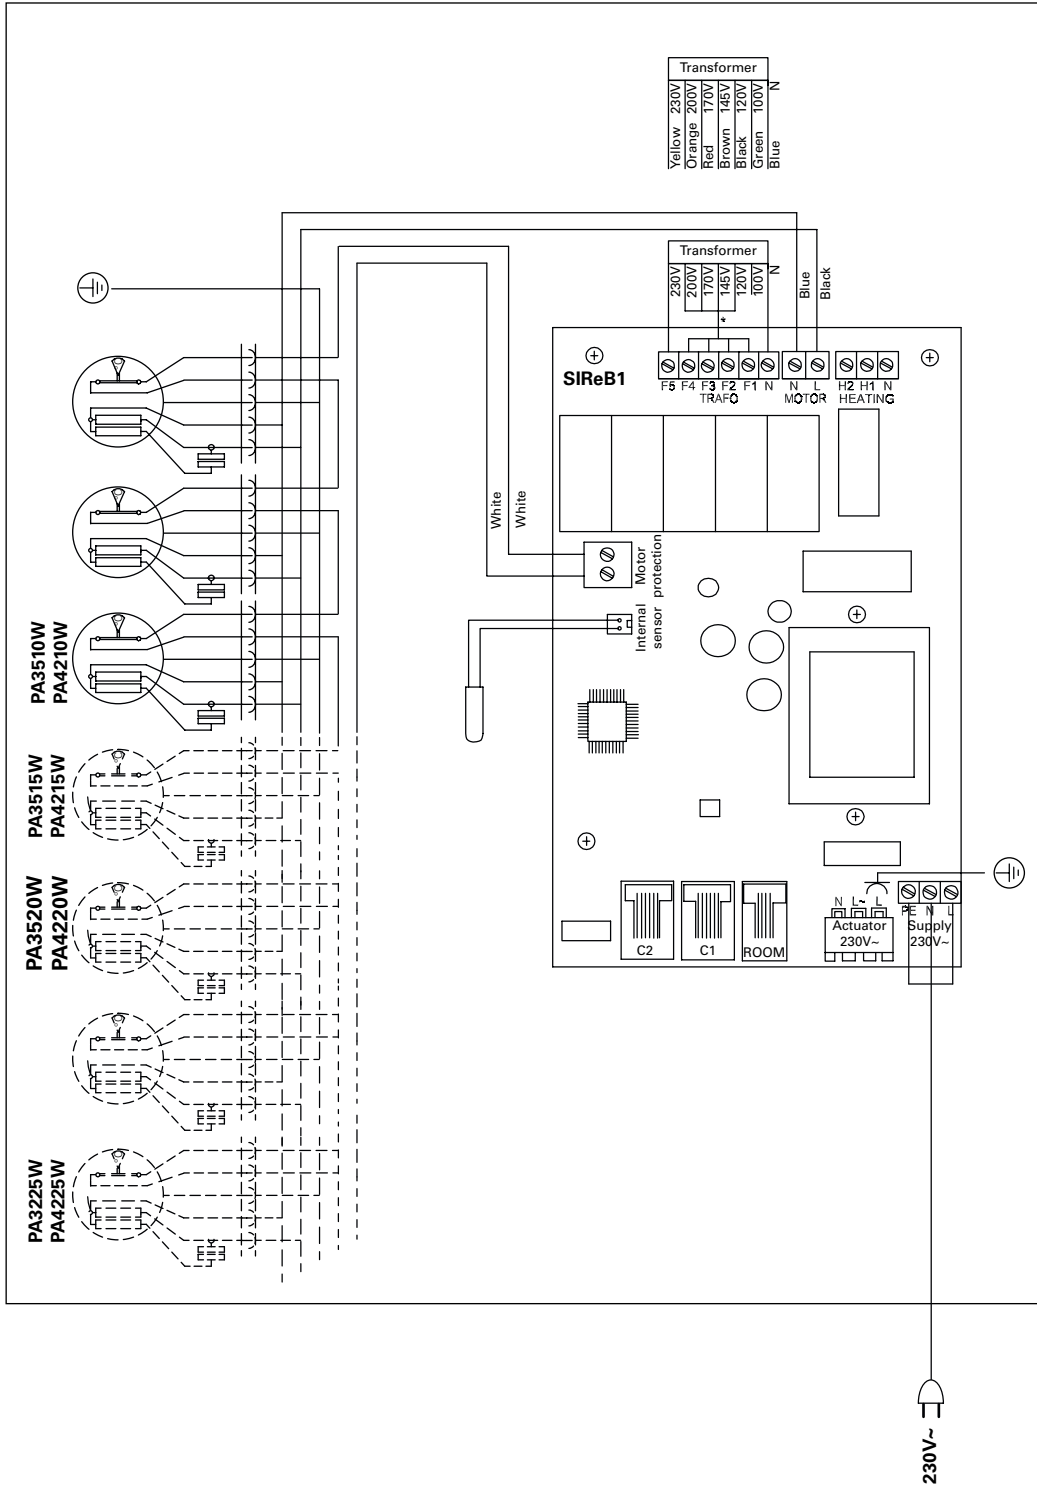 Transformer
Yellow 230V
Orange 200V
Red 170V
Brown 145V
Black 120V
Green 100V
Blue N
Transformer
230V
200V
170V
145V
120V
100V
N
*
Blue
Black
SIReB1
F5 F4 F3 F2 F1 N
TRAFO
N L
MOTOR
H2 H1 N
HEATING
White
White
Motor
protection
Internal
sensor
PA3510W
PA4210W
PA3515W
PA4215W
PA3520W
PA4220W
PA3225W
PA4225W
C2
C1
ROOM
N L~ L
Actuator
230V~
PE N L
Supply
230V~
230V~